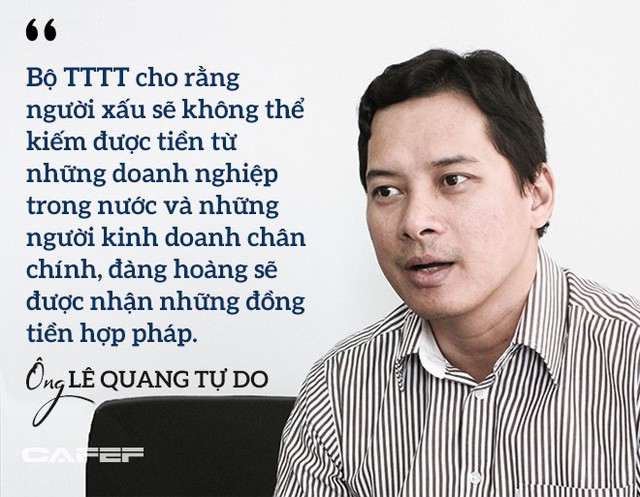 “
Bộ TTTT cho rằng
người xấu sẽ không thể
kiếm được tiền từ
những doanh nghiệp
trong nước và những
người kinh doanh chân
chính, đàng hoàng sẽ
được nhận những đồng
tiền hợp pháp.
Ông LÊ QUANG TỰ DO
CAFEF